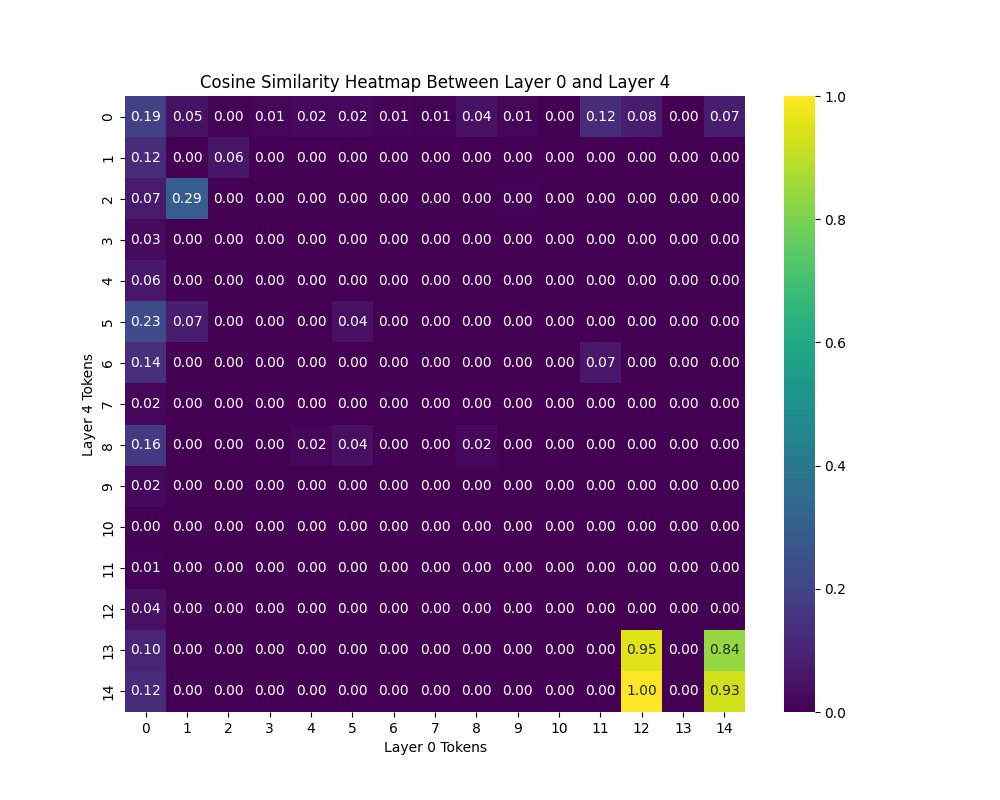 Cosine Similarity Heatmap Between Layer 0 and Layer 4
0 0.19 0.05 0.00 0.01 0.02 0.02 0.01 0.01 0.04 0.01 0.00 0.12 0.08 0.00 0.07
1 0.12 0.00 0.06 0.00 0.00 0.00 0.00 0.00 0.00 0.00 0.00 0.00 0.00 0.00 0.00
2 0.07 0.29 0.00 0.00 0.00 0.00 0.00 0.00 0.00 0.00 0.00 0.00 0.00 0.00 0.00
3 0.03 0.00 0.00 0.00 0.00 0.00 0.00 0.00 0.00 0.00 0.00 0.00 0.00 0.00 0.00
4 0.06 0.00 0.00 0.00 0.00 0.00 0.00 0.00 0.00 0.00 0.00 0.00 0.00 0.00 0.00
5 0.23 0.07 0.00 0.00 0.00 0.04 0.00 0.00 0.00 0.00 0.00 0.00 0.00 0.00 0.00
6 0.14 0.00 0.00 0.00 0.00 0.00 0.00 0.00 0.00 0.00 0.00 0.07 0.00 0.00 0.00
7 0.02 0.00 0.00 0.00 0.00 0.00 0.00 0.00 0.00 0.00 0.00 0.00 0.00 0.00 0.00
8 0.16 0.00 0.00 0.00 0.02 0.04 0.00 0.00 0.02 0.00 0.00 0.00 0.00 0.00 0.00
9 0.02 0.00 0.00 0.00 0.00 0.00 0.00 0.00 0.00 0.00 0.00 0.00 0.00 0.00 0.00
10 0.00 0.00 0.00 0.00 0.00 0.00 0.00 0.00 0.00 0.00 0.00 0.00 0.00 0.00 0.00
11 0.01 0.00 0.00 0.00 0.00 0.00 0.00 0.00 0.00 0.00 0.00 0.00 0.00 0.00 0.00
12 0.04 0.00 0.00 0.00 0.00 0.00 0.00 0.00 0.00 0.00 0.00 0.00 0.00 0.00 0.00
13 0.10 0.00 0.00 0.00 0.00 0.00 0.00 0.00 0.00 0.00 0.00 0.00 0.95 0.00 0.84
14 0.12 0.00 0.00 0.00 0.00 0.00 0.00 0.00 0.00 0.00 0.00 0.00 1.00 0.00 0.93
0 1 2 3 4 5 6 7 8 9 10 11 12 13 14
Layer 0 Tokens
Layer 4 Tokens
1.0
0.8
0.6
0.4
0.2
0.0